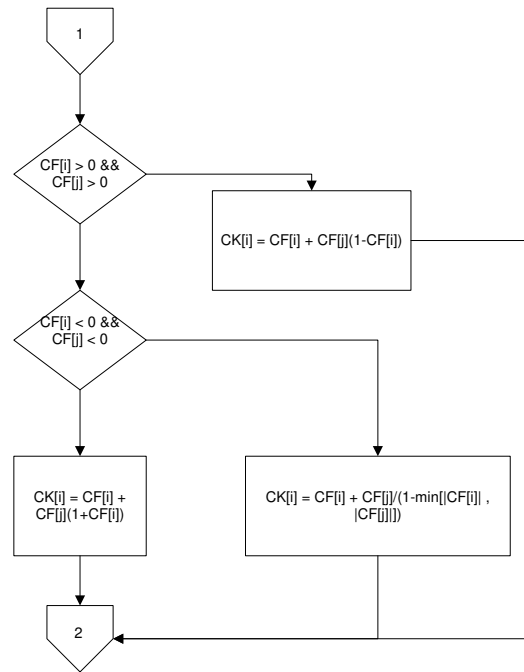 1
CF[i] > 0 &&
CF[j] > 0
CK[i] = CF[i] + CF[j](1-CF[i])
CF[i] < 0 &&
CF[j] < 0
CK[i] = CF[i] +
CF[j](1+CF[i])
CK[i] = CF[i] + CF[j]/(1-min[|CF[i]| ,
|CF[j]|])
2